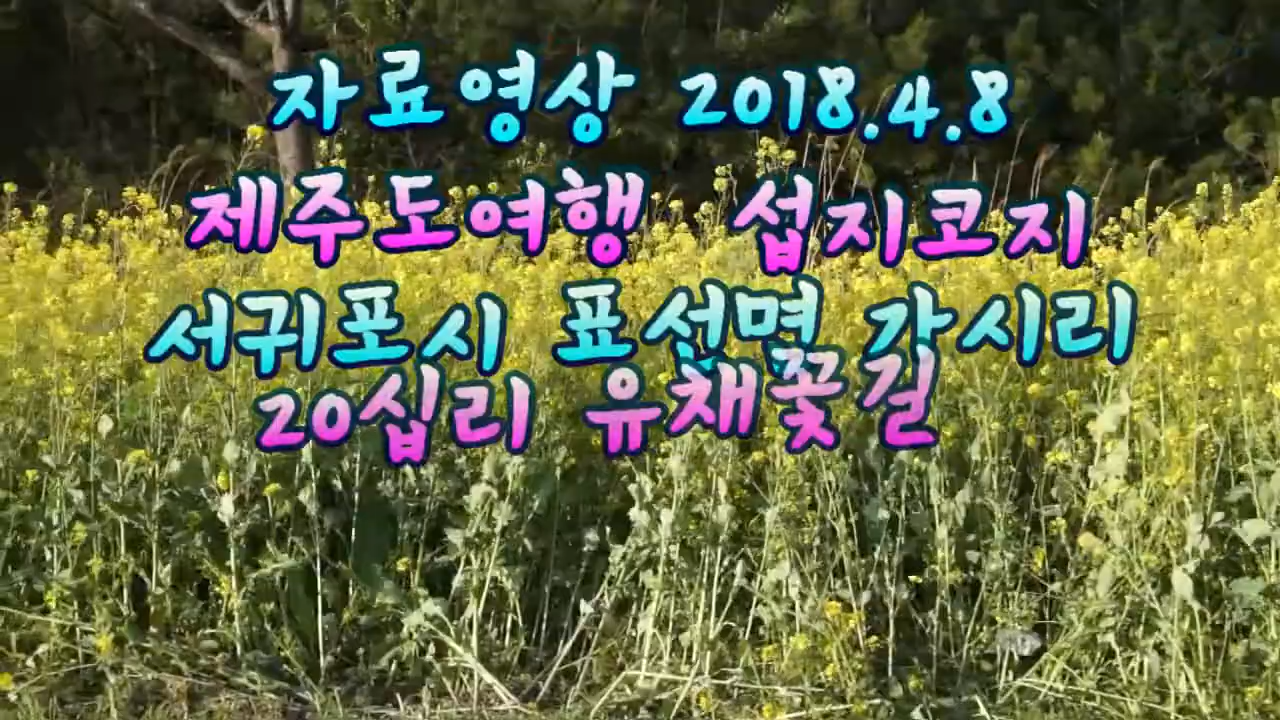 자료영상 2018.4.8
제주도여행 섭지코지
서귀포시 표선면 가시리
20십리 유채꽃길